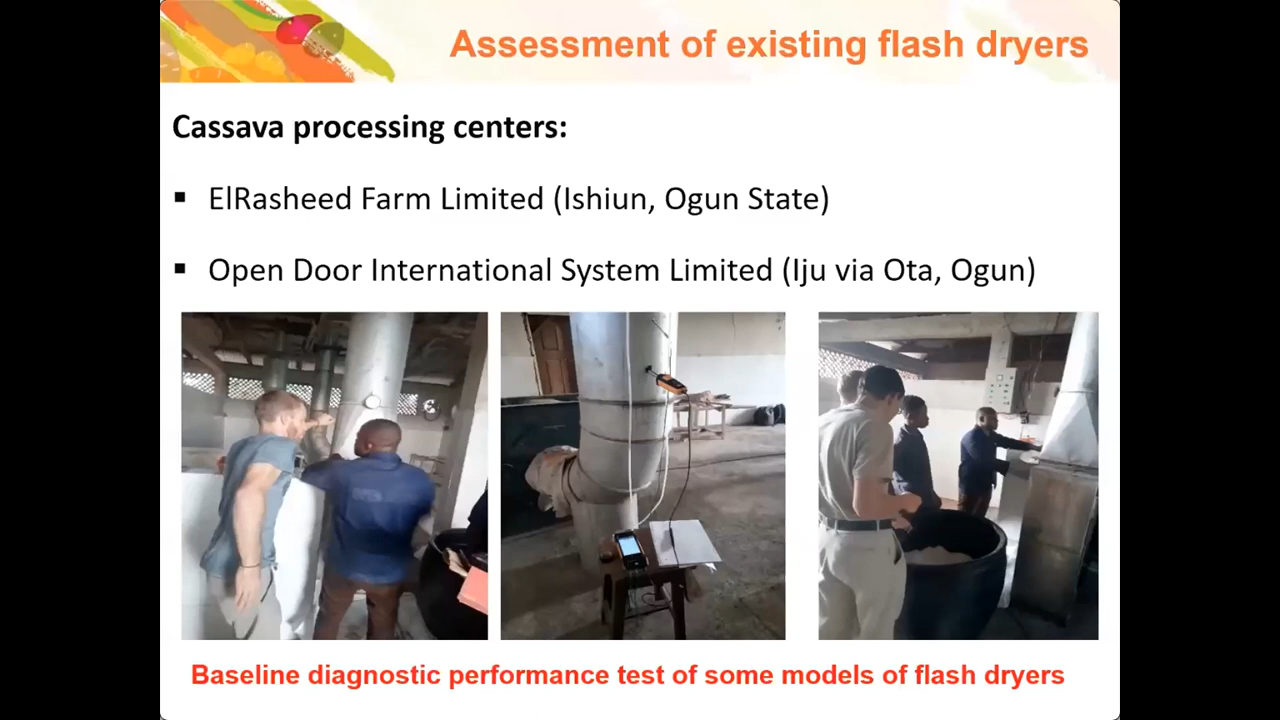 Assessment of existing flash dryers
Cassava processing centers:
▪ ElRasheed Farm Limited (Ishiun, Ogun State)
▪ Open Door International System Limited (Iju via Ota, Ogun)
Baseline diagnostic performance test of some models of flash dryers